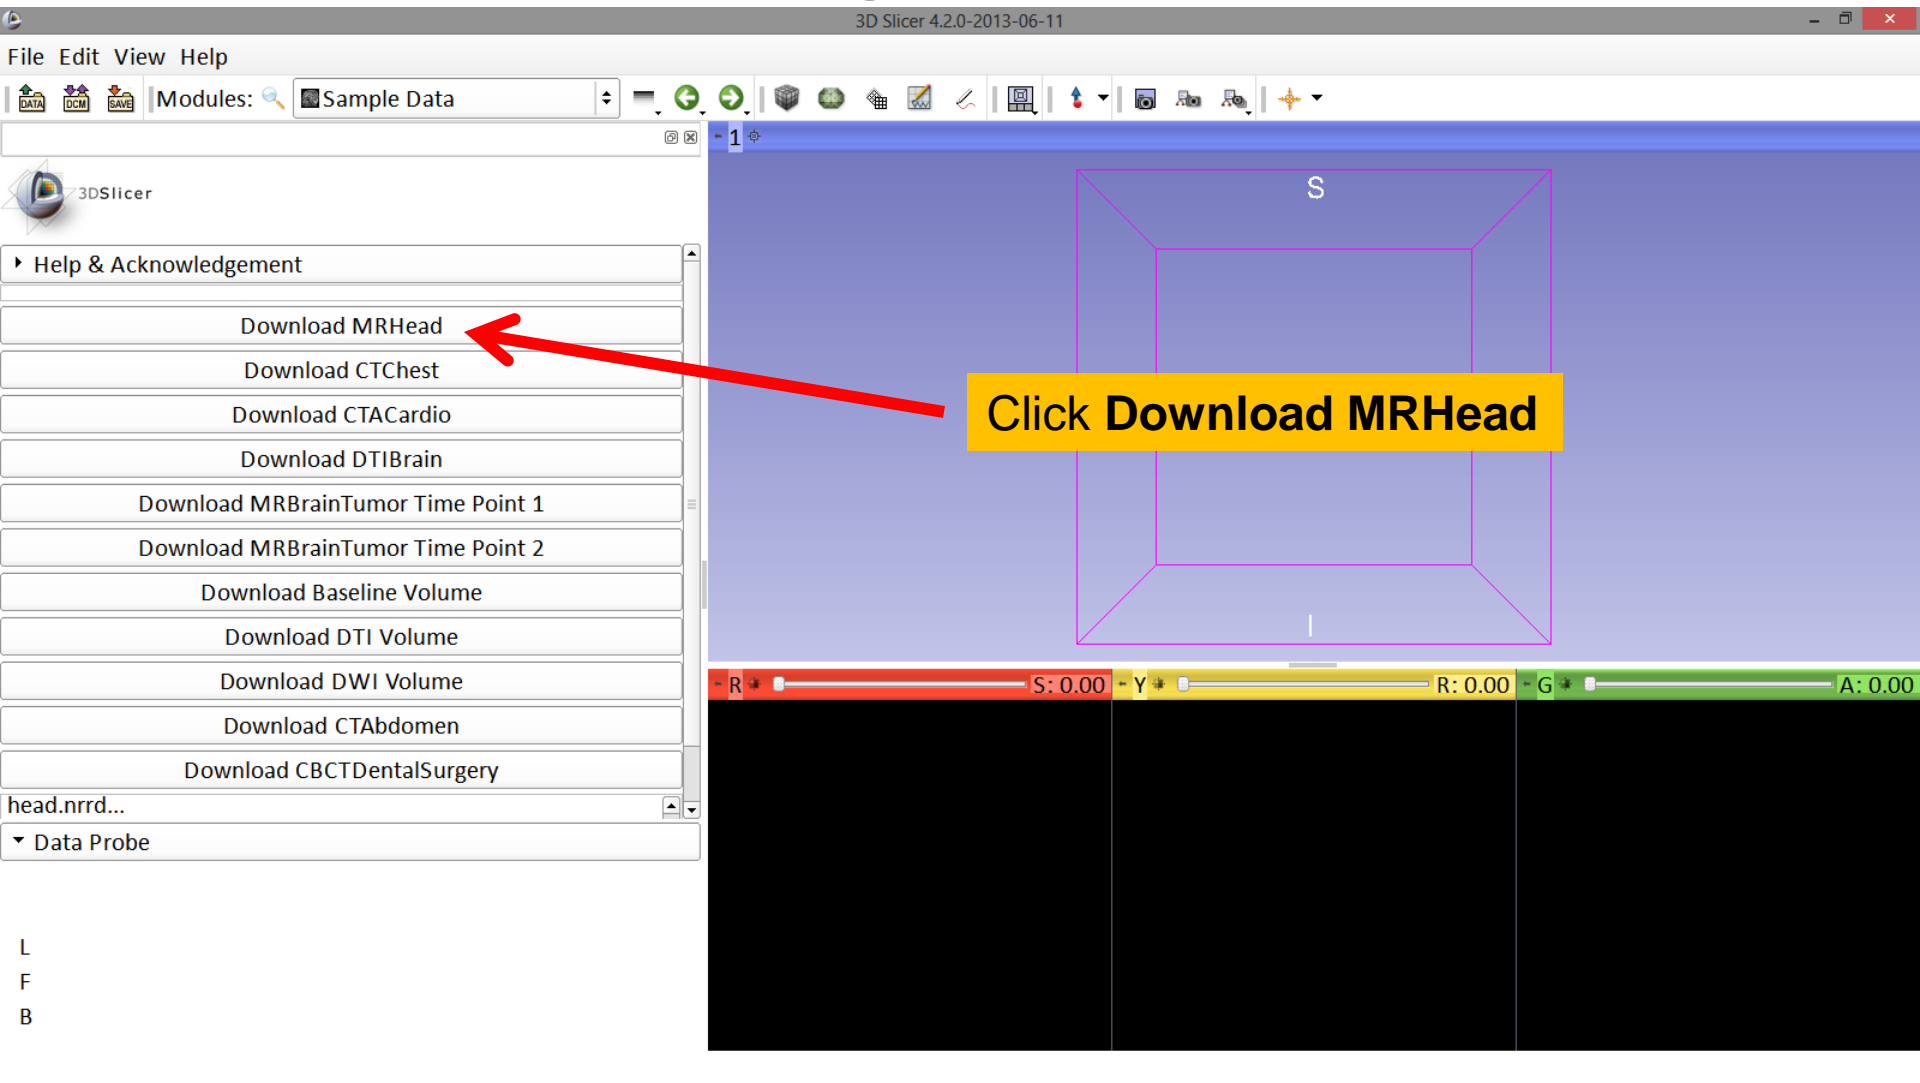 3D Slicer 4.2.0-2013-06-11
File Edit View Help
DATA DCM SAVE Modules: Sample Data
1
3DSlicer
S
Help & Acknowledgement
Download MRHead
Download CTChest
Click Download MRHead
Download CTACardio
Download DTIBrain
Download MRBrainTumor Time Point 1
Download MRBrainTumor Time Point 2
Download Baseline Volume
Download DTI Volume
I
Download DWI Volume
R S: 0.00 Y R: 0.00 G A: 0.00
Download CTAbdomen
Download CBCTDentalSurgery
head.nrrd...
Data Probe
L
F
B